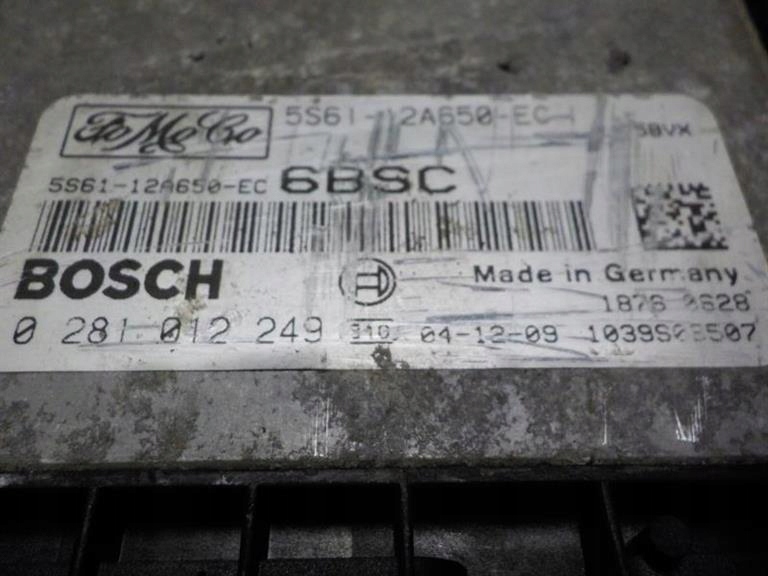 FoMoCo 5S61-12A650-EC
5S61-12A650-EC 6BSC
BOSCH Made in Germany
1876 0628
0 281 012 249 04-12-09